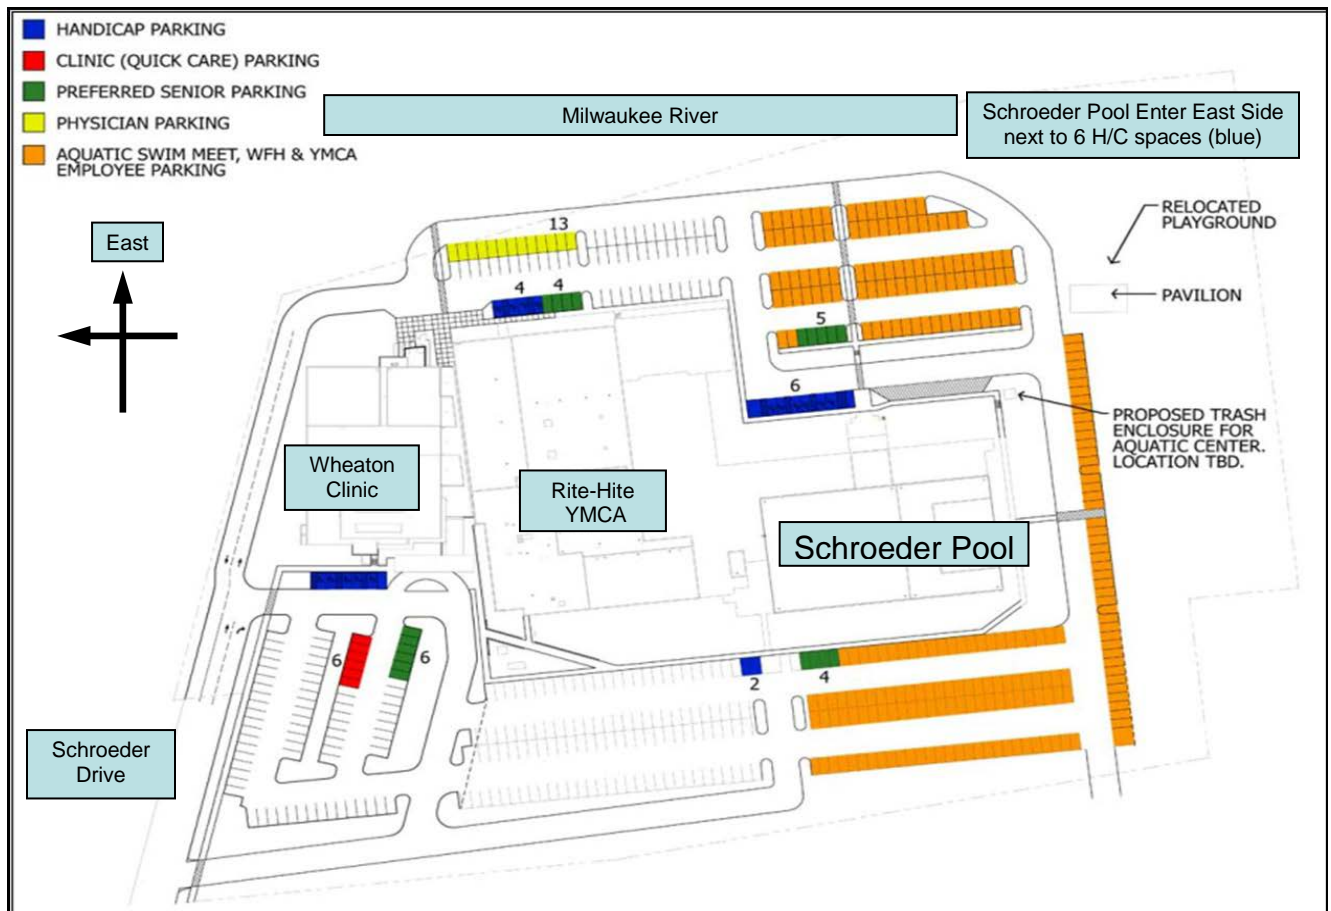 HANDICAP PARKING
CLINIC (QUICK CARE) PARKING
PREFERRED SENIOR PARKING
PHYSICIAN PARKING
AQUATIC SWIM MEET, WFH & YMCA
EMPLOYEE PARKING
Milwaukee River
Schroeder Pool Enter East Side
next to 6 H/C spaces (blue)
East
RELOCATED
PLAYGROUND
PAVILION
13
4
4
5
6
PROPOSED TRASH
ENCLOSURE FOR
AQUATIC CENTER.
LOCATION TBD.
Wheaton
Clinic
Rite-Hite
YMCA
Schroeder Pool
6
6
2
4
Schroeder
Drive